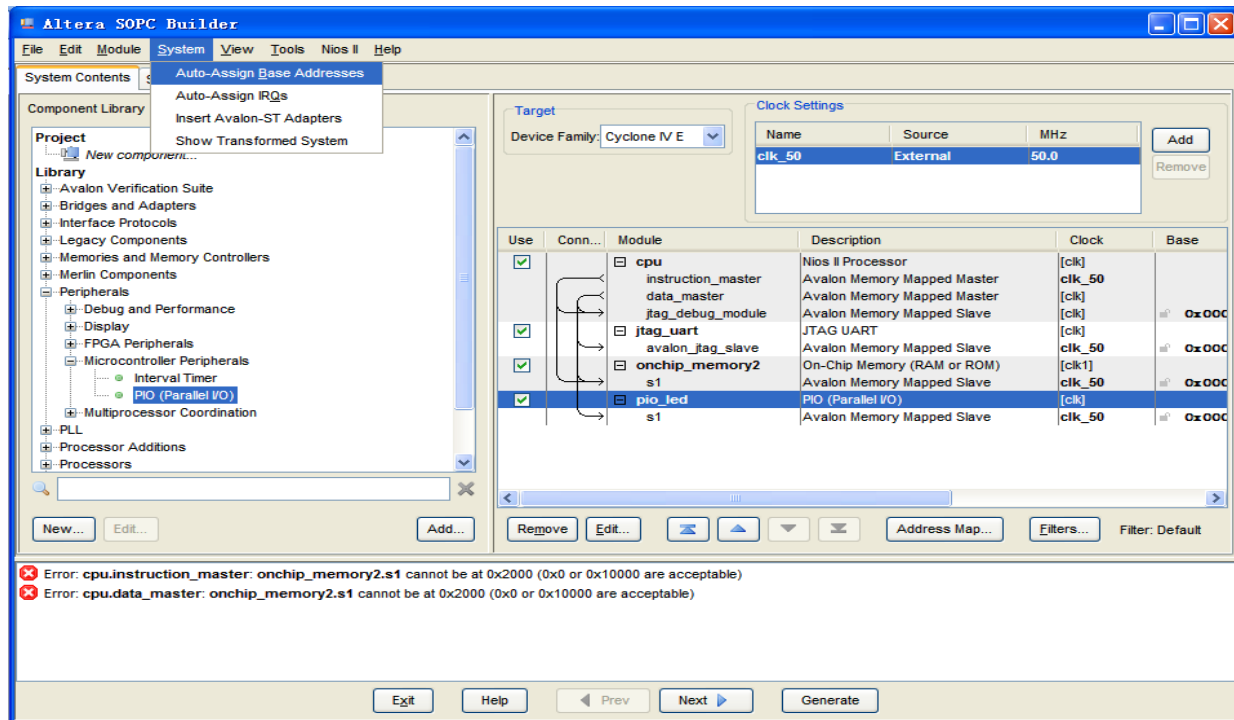 Altera SOPC Builder
File Edit Module System View Tools Nios II Help
System Contents
Auto-Assign Base Addresses
Auto-Assign IRQs
Insert Avalon-ST Adapters
Show Transformed System
Component Library
Project
New component...
Library
Avalon Verification Suite
Bridges and Adapters
Interface Protocols
Legacy Components
Memories and Memory Controllers
Merlin Components
Peripherals
Debug and Performance
Display
FPGA Peripherals
Microcontroller Peripherals
Interval Timer
PIO (Parallel I/O)
Multiprocessor Coordination
PLL
Processor Additions
Processors
New... Edit... Add...
Target
Device Family: Cyclone IV E
Clock Settings
Name Source MHz
clk_50 External 50.0
Add
Remove
Use Conn... Module Description Clock Base
cpu Nios II Processor [clk]
instruction_master Avalon Memory Mapped Master clk_50
data_master Avalon Memory Mapped Master [clk]
jtag_debug_module Avalon Memory Mapped Slave [clk] 0x000
jtag_uart JTAG UART [clk]
avalon_jtag_slave Avalon Memory Mapped Slave clk_50 0x000
onchip_memory2 On-Chip Memory (RAM or ROM) [clk1]
s1 Avalon Memory Mapped Slave clk_50 0x000
pio_led PIO (Parallel I/O) [clk]
s1 Avalon Memory Mapped Slave clk_50 0x000
Remove Edit... Address Map... Filters... Filter: Default
Error: cpu.instruction_master: onchip_memory2.s1 cannot be at 0x2000 (0x0 or 0x10000 are acceptable)
Error: cpu.data_master: onchip_memory2.s1 cannot be at 0x2000 (0x0 or 0x10000 are acceptable)
Exit Help Prev Next Generate